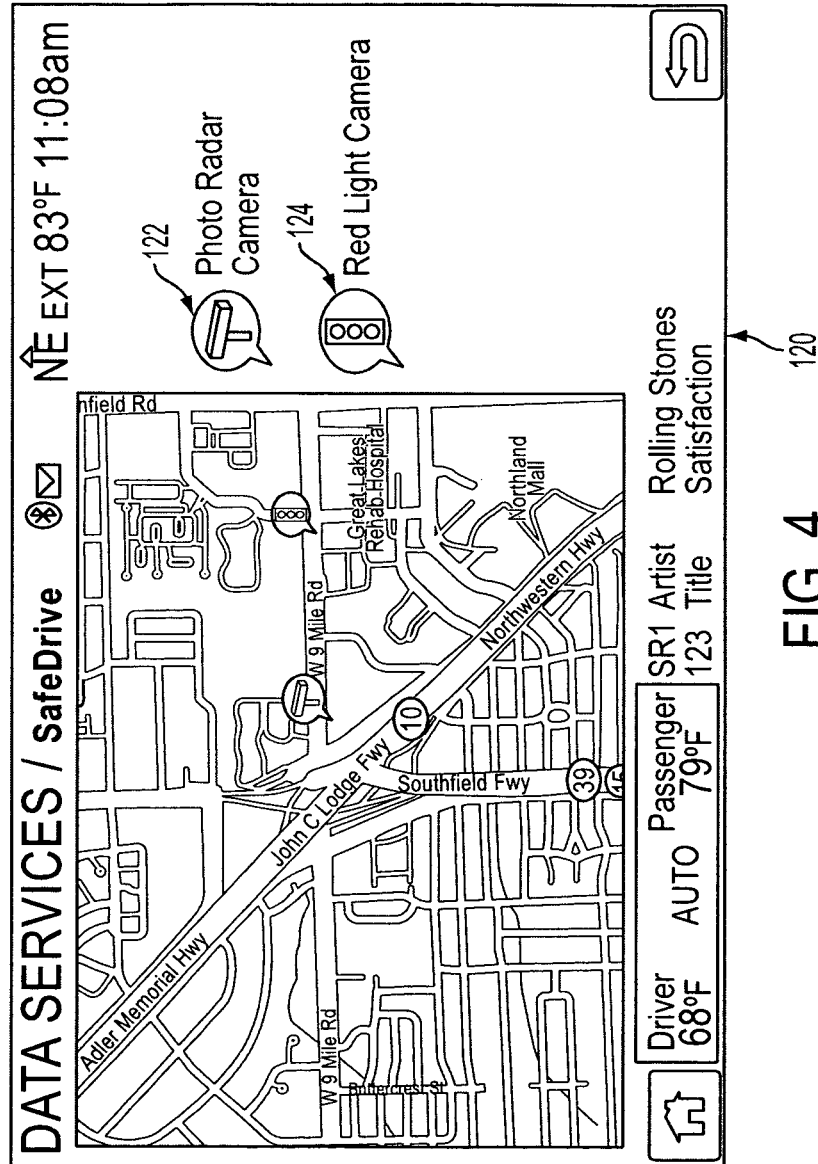 DATA SERVICES / SafeDrive
NE EXT 83°F 11:08am
nfield Rd
Adler Memorial Hwy
John C Lodge Fwy
W 9 Mile Rd
W 9 Mile Rd
Great Lakes
Rehab Hospital
10
Northwestern Hwy
Northland
Mall
Southfield Fwy
39
Buttercrest St
122
Photo Radar
Camera
124
Red Light Camera
Driver
68°F
AUTO
Passenger
79°F
SR1 Artist
123 Title
Rolling Stones
Satisfaction
120
FIG. 4